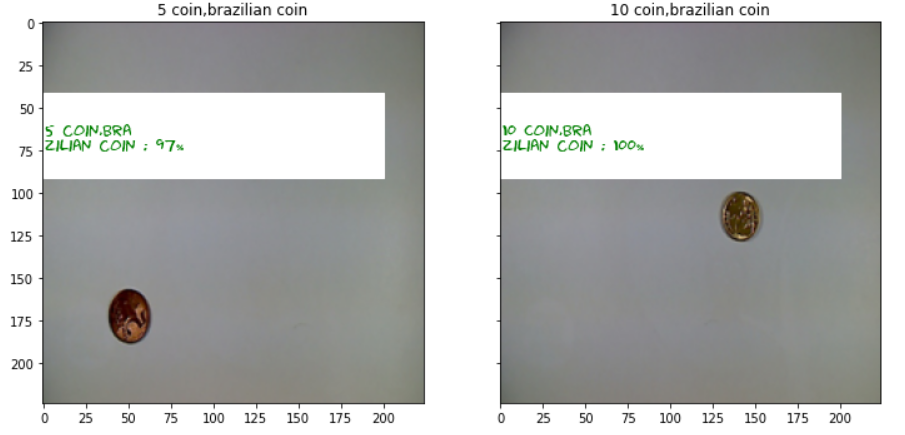 5 coin,brazilian coin
10 coin,brazilian coin
0
25
50
75
100
125
150
175
200
5 COIN,BRA
ZILIAN COIN : 97%
10 COIN,BRA
ZILIAN COIN : 100%
0 25 50 75 100 125 150 175 200
0 25 50 75 100 125 150 175 200